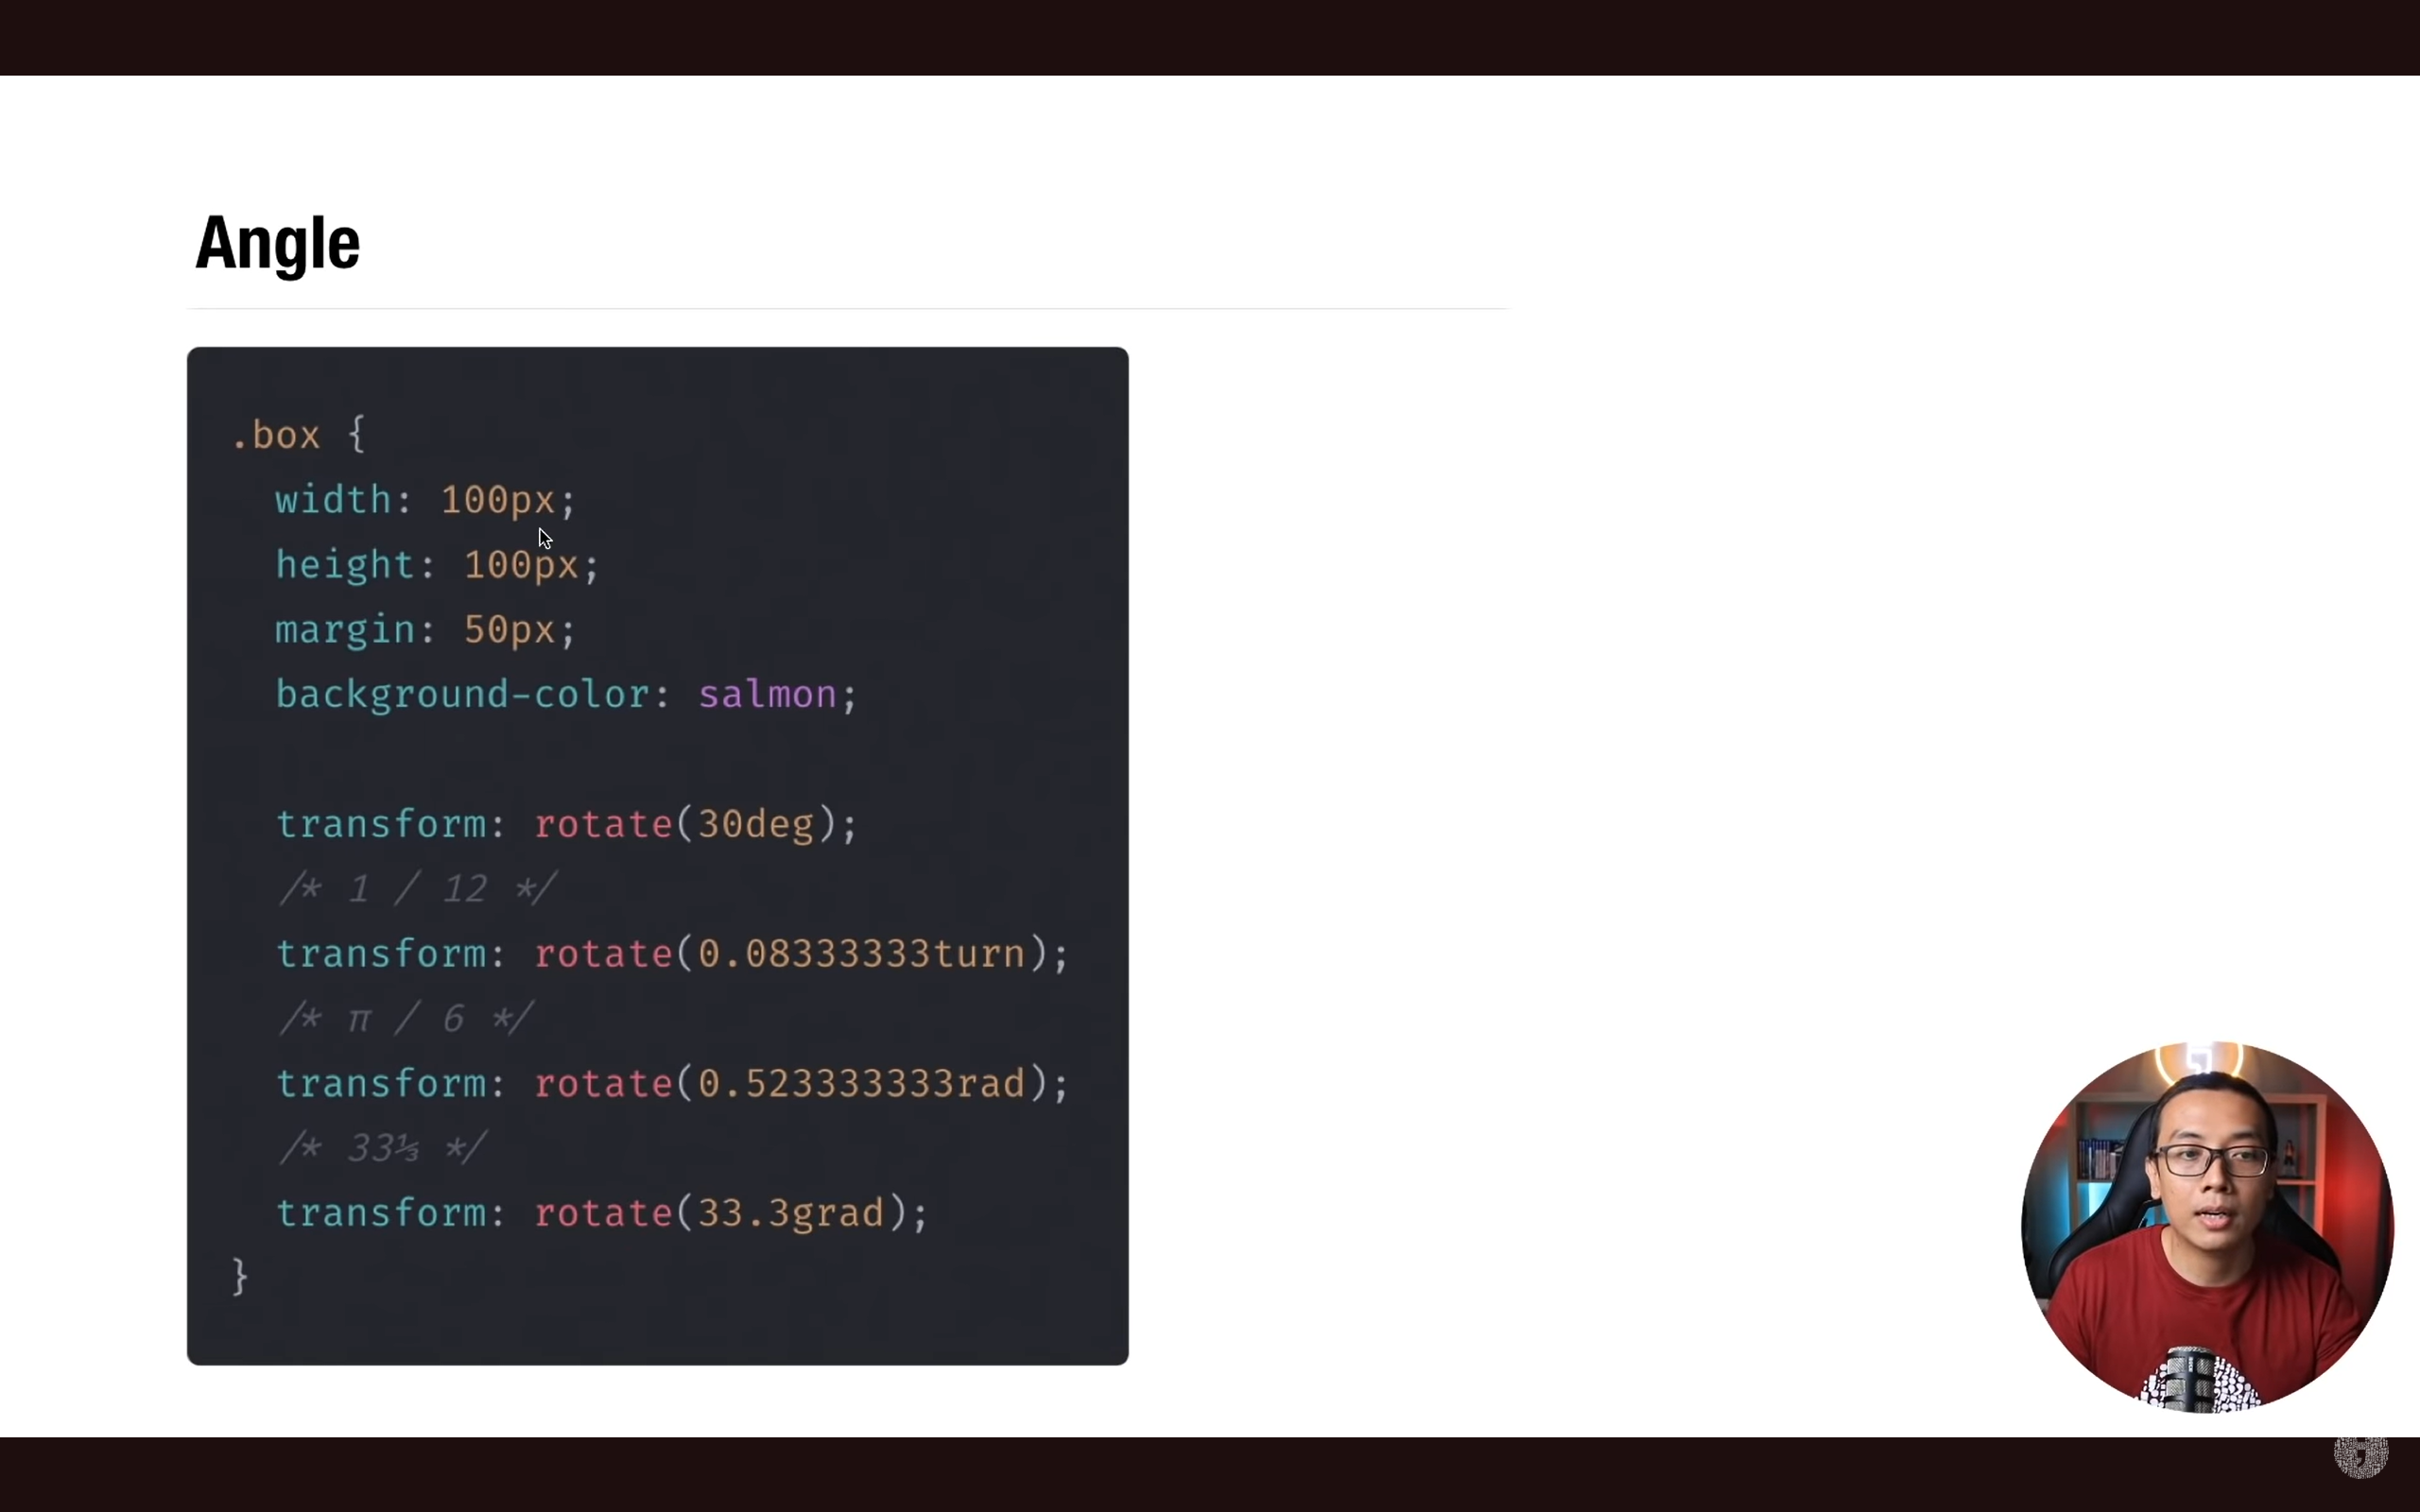 Angle
.box {
width: 100px;
height: 100px;
margin: 50px;
background-color: salmon;
transform: rotate(30deg);
/* 1 / 12 */
transform: rotate(0.08333333turn);
/* π / 6 */
transform: rotate(0.523333333rad);
/* 33⅓ */
transform: rotate(33.3grad);
}